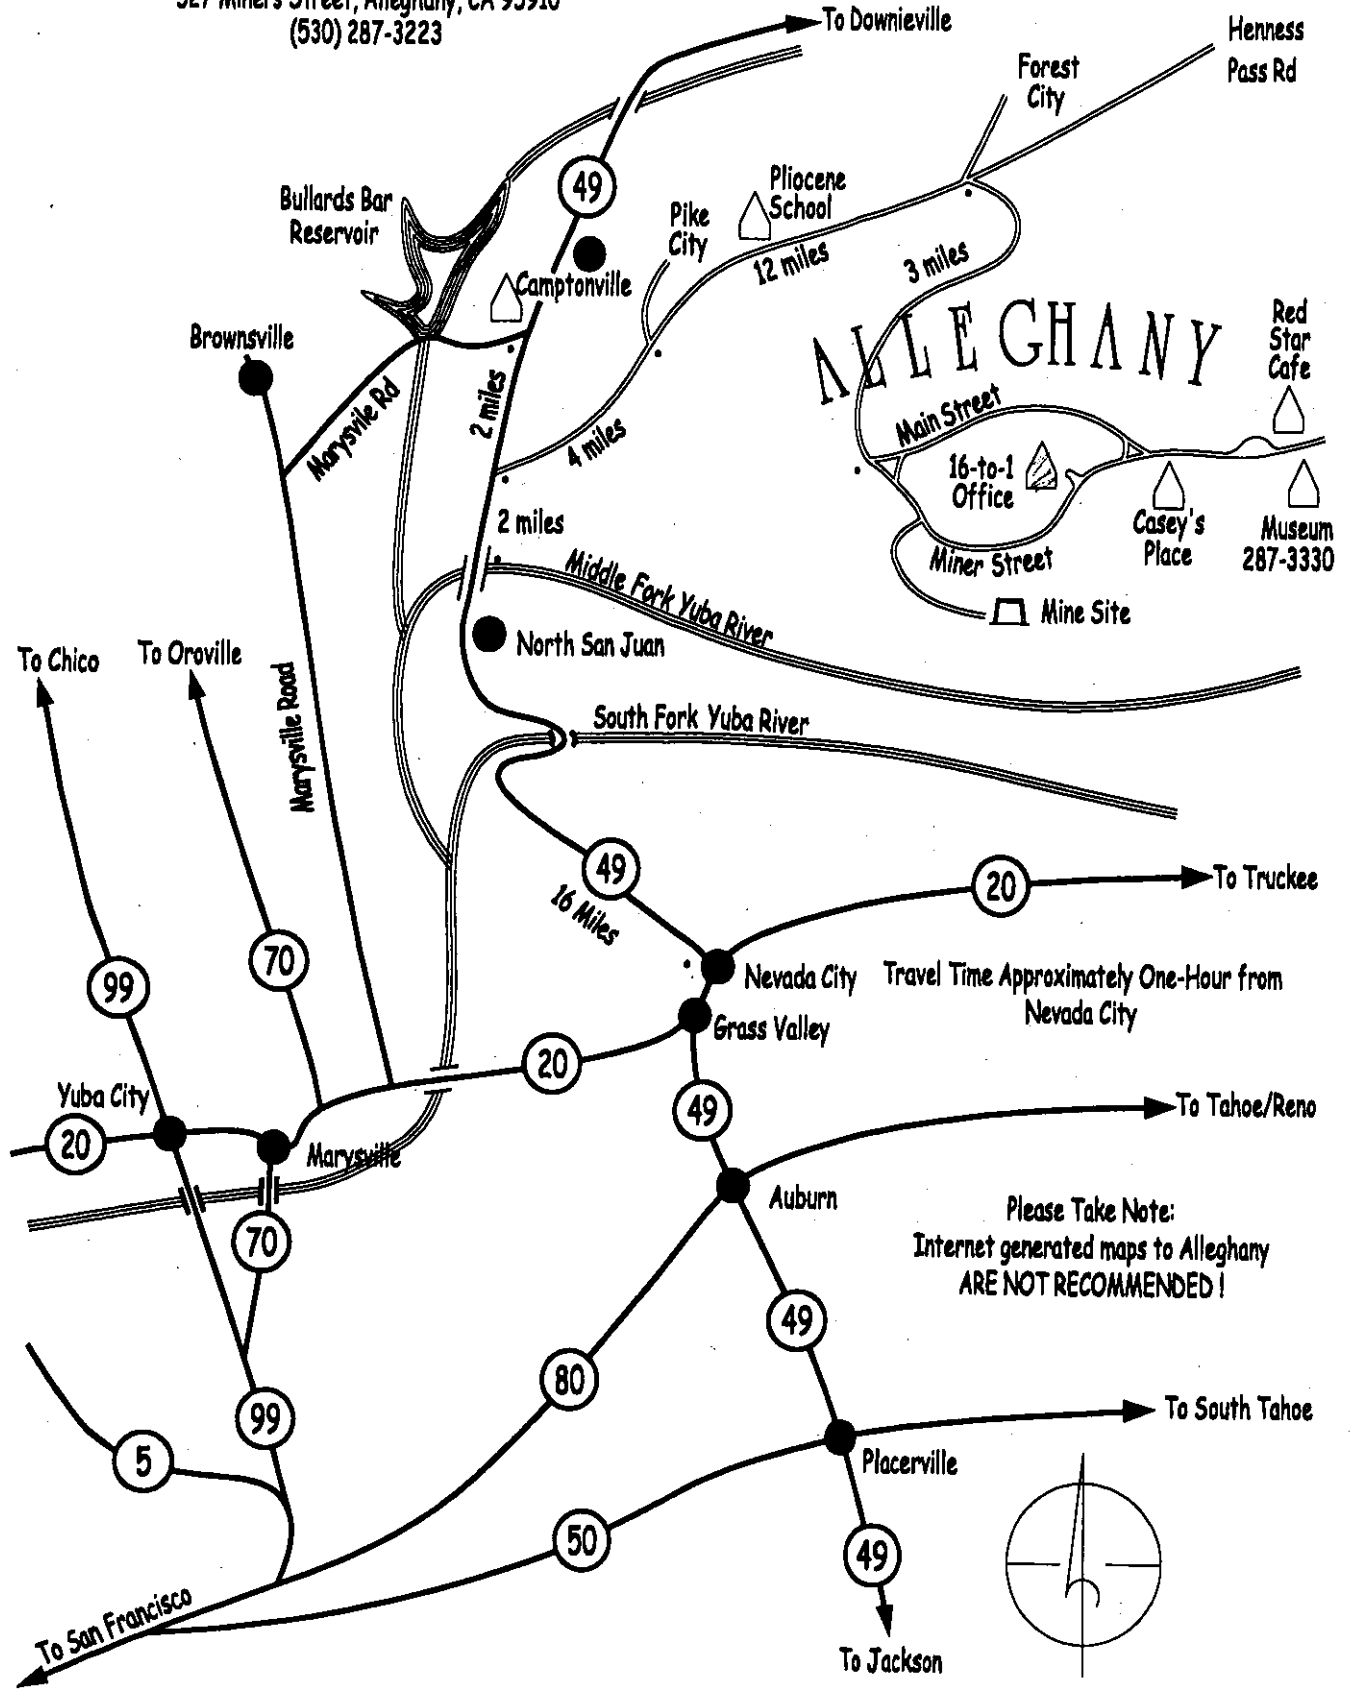 327 Miners Street, Alleghany, CA 95910
(530) 287-3223
To Downieville
Henness
Pass Rd
Forest
City
49
Pliocene
School
Bullards Bar
Reservoir
Pike
City
12 miles
3 miles
Camptonville
ALLEGHANY
Red
Star
Cafe
Brownsville
Marysvile Rd
2 miles
4 miles
Main Street
16-to-1
Office
Casey's
Place
Museum
287-3330
2 miles
Miner Street
Middle Fork Yuba River
Mine Site
North San Juan
To Chico
To Oroville
Marysville Road
South Fork Yuba River
49
16 Miles
20
To Truckee
70
99
Nevada City
Travel Time Approximately One-Hour from
Nevada City
Grass Valley
20
Yuba City
49
To Tahoe/Reno
20
Marysville
Auburn
70
Please Take Note:
Internet generated maps to Alleghany
ARE NOT RECOMMENDED !
49
80
99
To South Tahoe
5
Placerville
50
49
To San Francisco
To Jackson